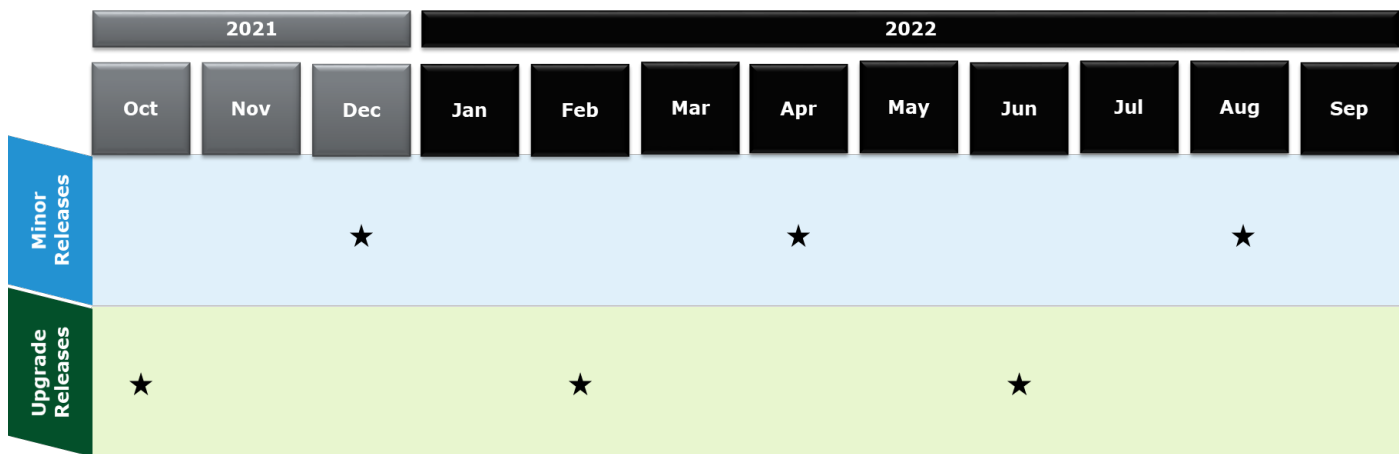 2021
2022
Oct
Nov
Dec
Jan
Feb
Mar
Apr
May
Jun
Jul
Aug
Sep
Minor
Releases
Upgrade
Releases